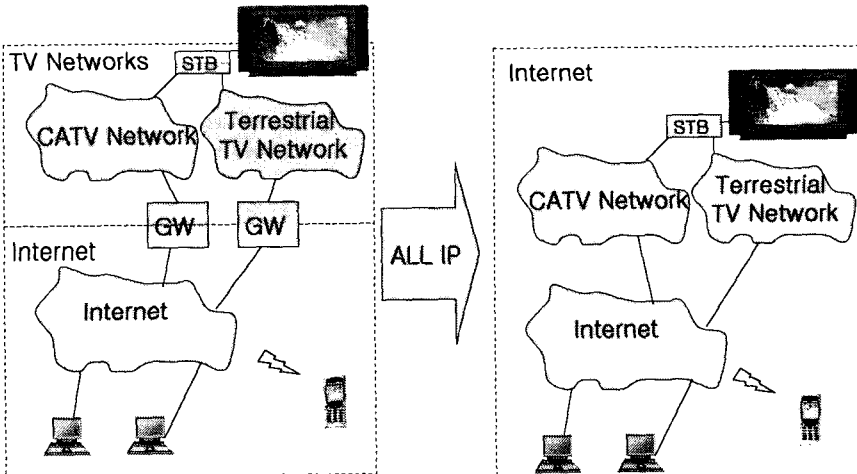 TV Networks
STB
CATV Network
Terrestrial
TV Network
GW
GW
Internet
Internet
ALL IP
Internet
STB
CATV Network
Terrestrial
TV Network
Internet